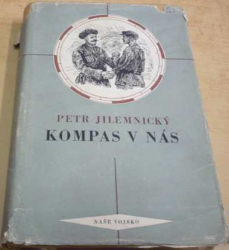 PETR JILEMNICKÝ
KOMPAS V NÁS
NAŠE VOJSKO